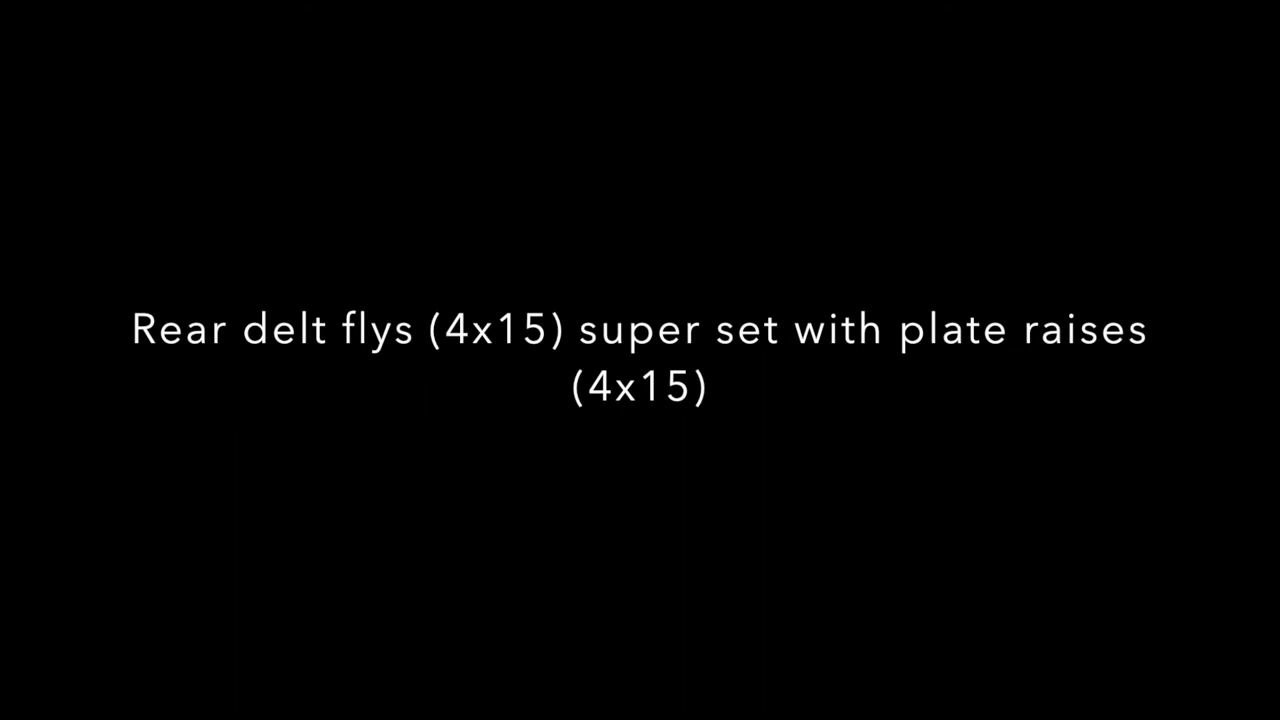 Rear delt flys (4x15) super set with plate raises
(4x15)